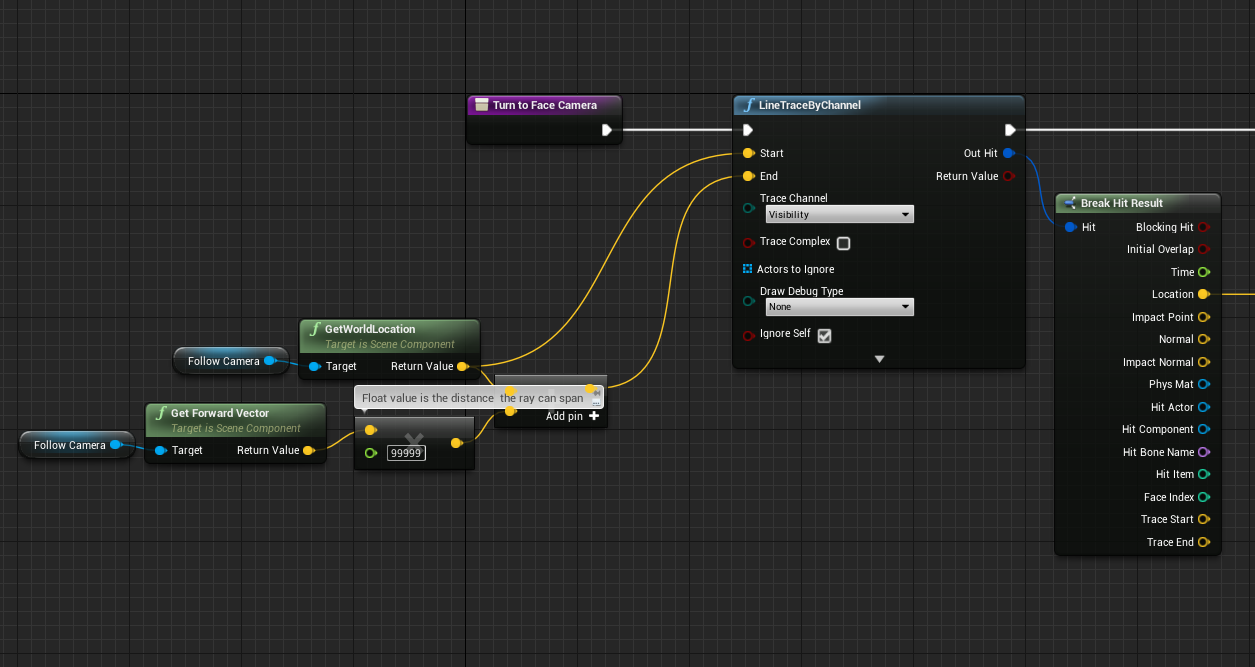 Turn to Face Camera
LineTraceByChannel
Start
Out Hit
End
Return Value
Trace Channel
Visibility
Trace Complex
Actors to Ignore
Draw Debug Type
None
Ignore Self
Break Hit Result
Hit
Blocking Hit
Initial Overlap
Time
Location
Impact Point
Normal
Impact Normal
Phys Mat
Hit Actor
Hit Component
Hit Bone Name
Hit Item
Face Index
Trace Start
Trace End
Follow Camera
GetWorldLocation
Target is Scene Component
Target
Return Value
Float value is the distance  the ray can span
Add pin
Follow Camera
Get Forward Vector
Target is Scene Component
Target
Return Value
99999